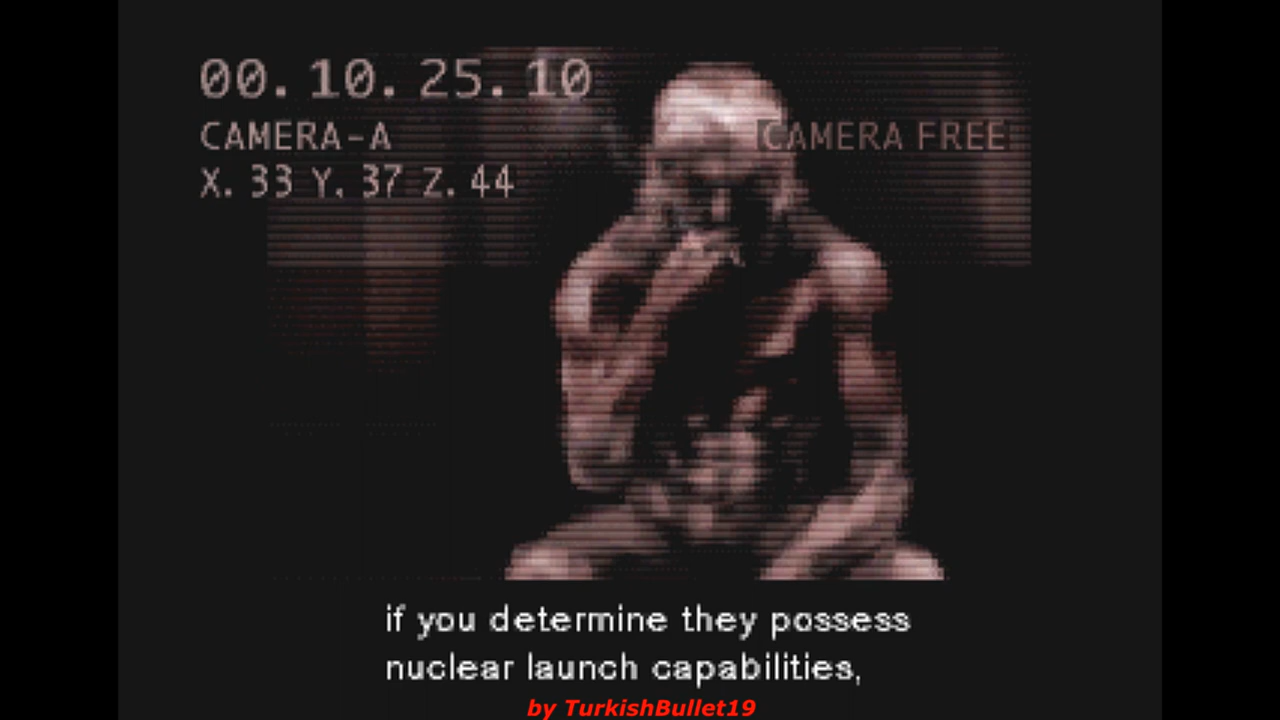 00.10.25.10
CAMERA-A
CAMERA FREE
X. 33 Y. 37 Z. 44
if you determine they possess
nuclear launch capabilities,
by TurkishBullet19